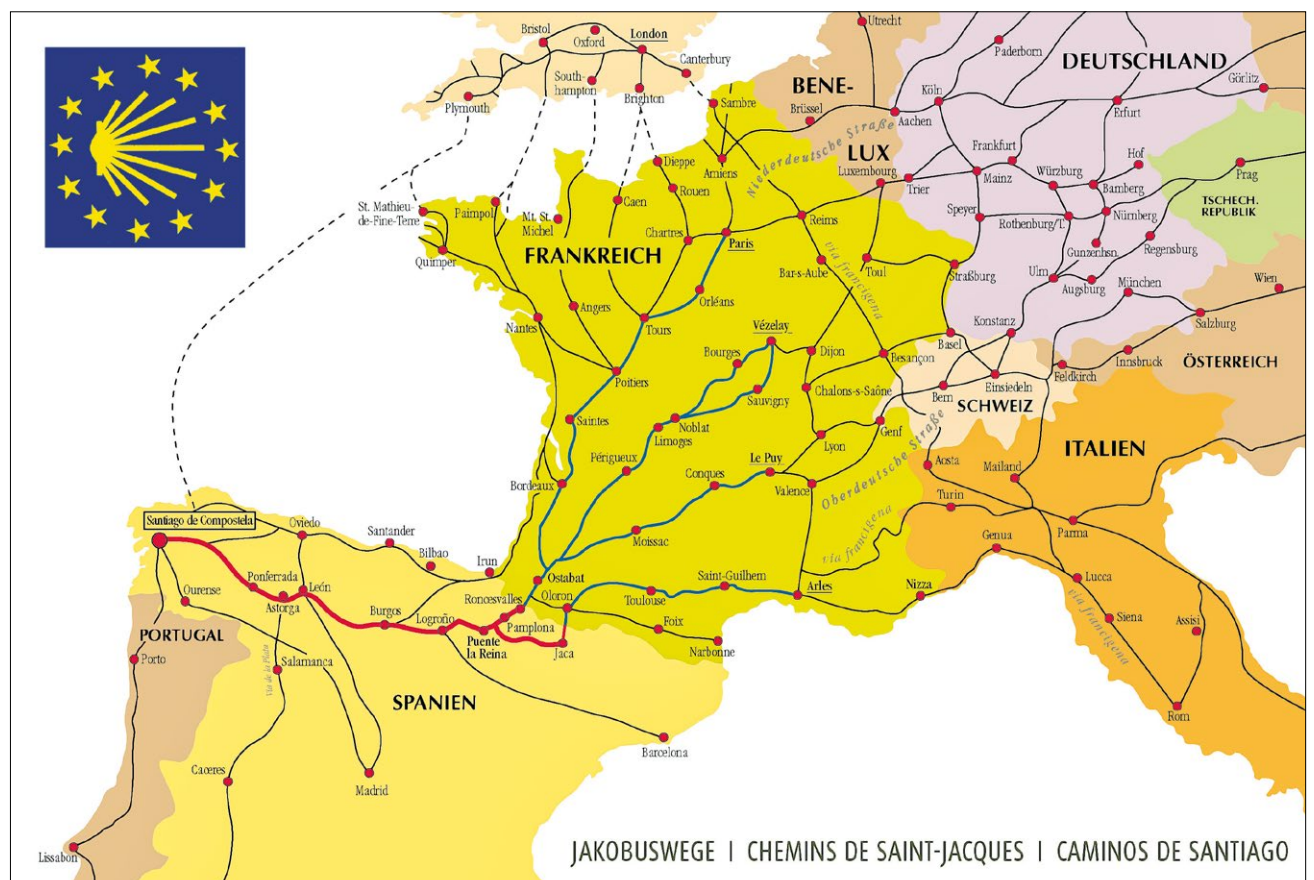 Utrecht
Bristol
Oxford
London
Paderborn
DEUTSCHLAND
Canterbury
South-
hampton
BENE-
Köln
Görlitz
Plymouth
Brighton
Sambre
Brüssel
Aachen
Erfurt
Niederdeutsche Straße
Dieppe
Amiens
LUX
Luxembourg
Frankfurt
Hof
Trier
Mainz
Würzburg
Bamberg
Prag
TSCHECH.
REPUBLIK
St. Mathieu-
de-Fine-Terre
Paimpol
Mt. St.
Michel
Caen
Rouen
Reims
Speyer
Rothenburg/T.
Nürnberg
Chartres
Paris
FRANKREICH
Quimper
via francigena
Bar-s-Aube
Toul
Straßburg
Gunzenhsn.
Regensburg
Ulm
Augsburg
München
Wien
Orléans
Angers
Nantes
Tours
Vézelay
Konstanz
Salzburg
Bourges
Dijon
Besançon
Basel
Innsbruck
ÖSTERREICH
Poitiers
Sauvigny
Chalons-s-Saône
Bern
Einsiedeln
Feldkirch
SCHWEIZ
Saintes
Noblat
Limoges
Lyon
Genf
ITALIEN
Oberdeutsche Straße
Périgueux
Conques
Le Puy
Aosta
Mailand
Bordeaux
Valence
Turin
Santiago de Compostela
Oviedo
Santander
Moissac
via francigena
Parma
Bilbao
Irun
Genua
Ponferrada
León
Ostabat
Saint-Guilhem
Lucca
Ourense
Astorga
Roncesvalles
Oloron
Toulouse
Arles
Nizza
Burgos
Logroño
Pamplona
Foix
via francigena
Siena
Assisi
PORTUGAL
Puente
la Reina
Jaca
Narbonne
Porto
Salamanca
Via de la Plata
SPANIEN
Rom
Barcelona
Caceres
Madrid
Lissabon
JAKOBUSWEGE | CHEMINS DE SAINT-JACQUES | CAMINOS DE SANTIAGO